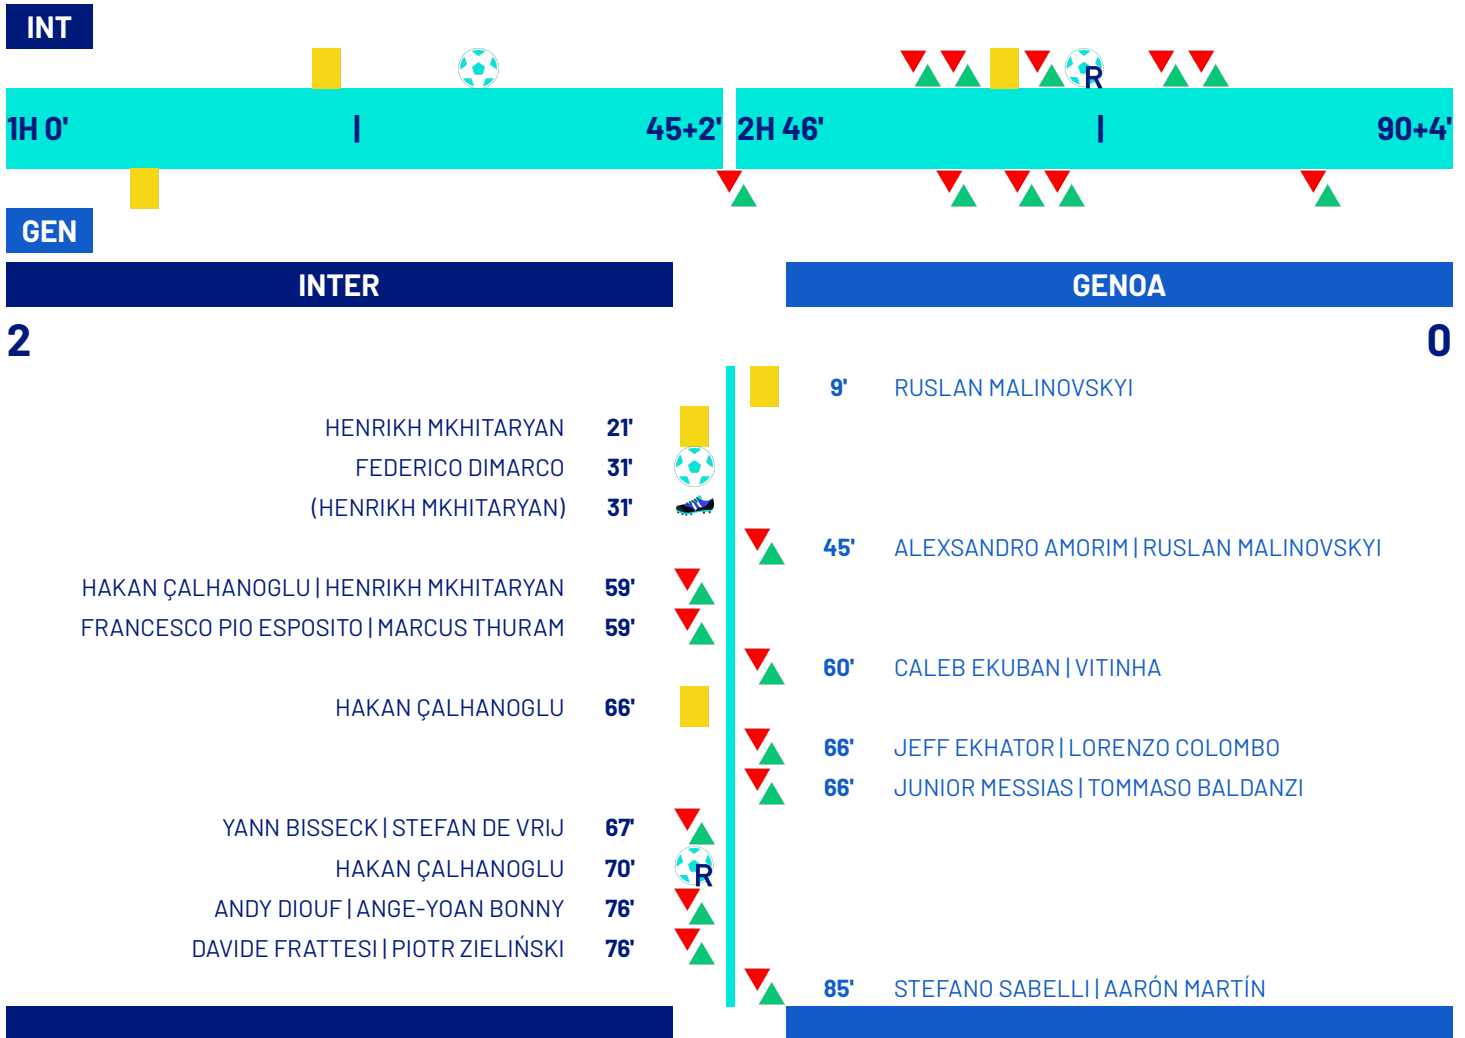 INT
1H 0' | 45+2' 2H 46' | 90+4'
GEN
INTER GENOA
2 0
9' RUSLAN MALINOVSKYI
HENRIKH MKHITARYAN 21'
FEDERICO DIMARCO 31'
(HENRIKH MKHITARYAN) 31'
45' ALEXSANDRO AMORIM | RUSLAN MALINOVSKYI
HAKAN ÇALHANOGLU | HENRIKH MKHITARYAN 59'
FRANCESCO PIO ESPOSITO | MARCUS THURAM 59'
60' CALEB EKUBAN | VITINHA
HAKAN ÇALHANOGLU 66'
66' JEFF EKHATOR | LORENZO COLOMBO
66' JUNIOR MESSIAS | TOMMASO BALDANZI
YANN BISSECK | STEFAN DE VRIJ 67'
HAKAN ÇALHANOGLU 70' R
ANDY DIOUF | ANGE-YOAN BONNY 76'
DAVIDE FRATTESI | PIOTR ZIELIŃSKI 76'
85' STEFANO SABELLI | AARÓN MARTÍN